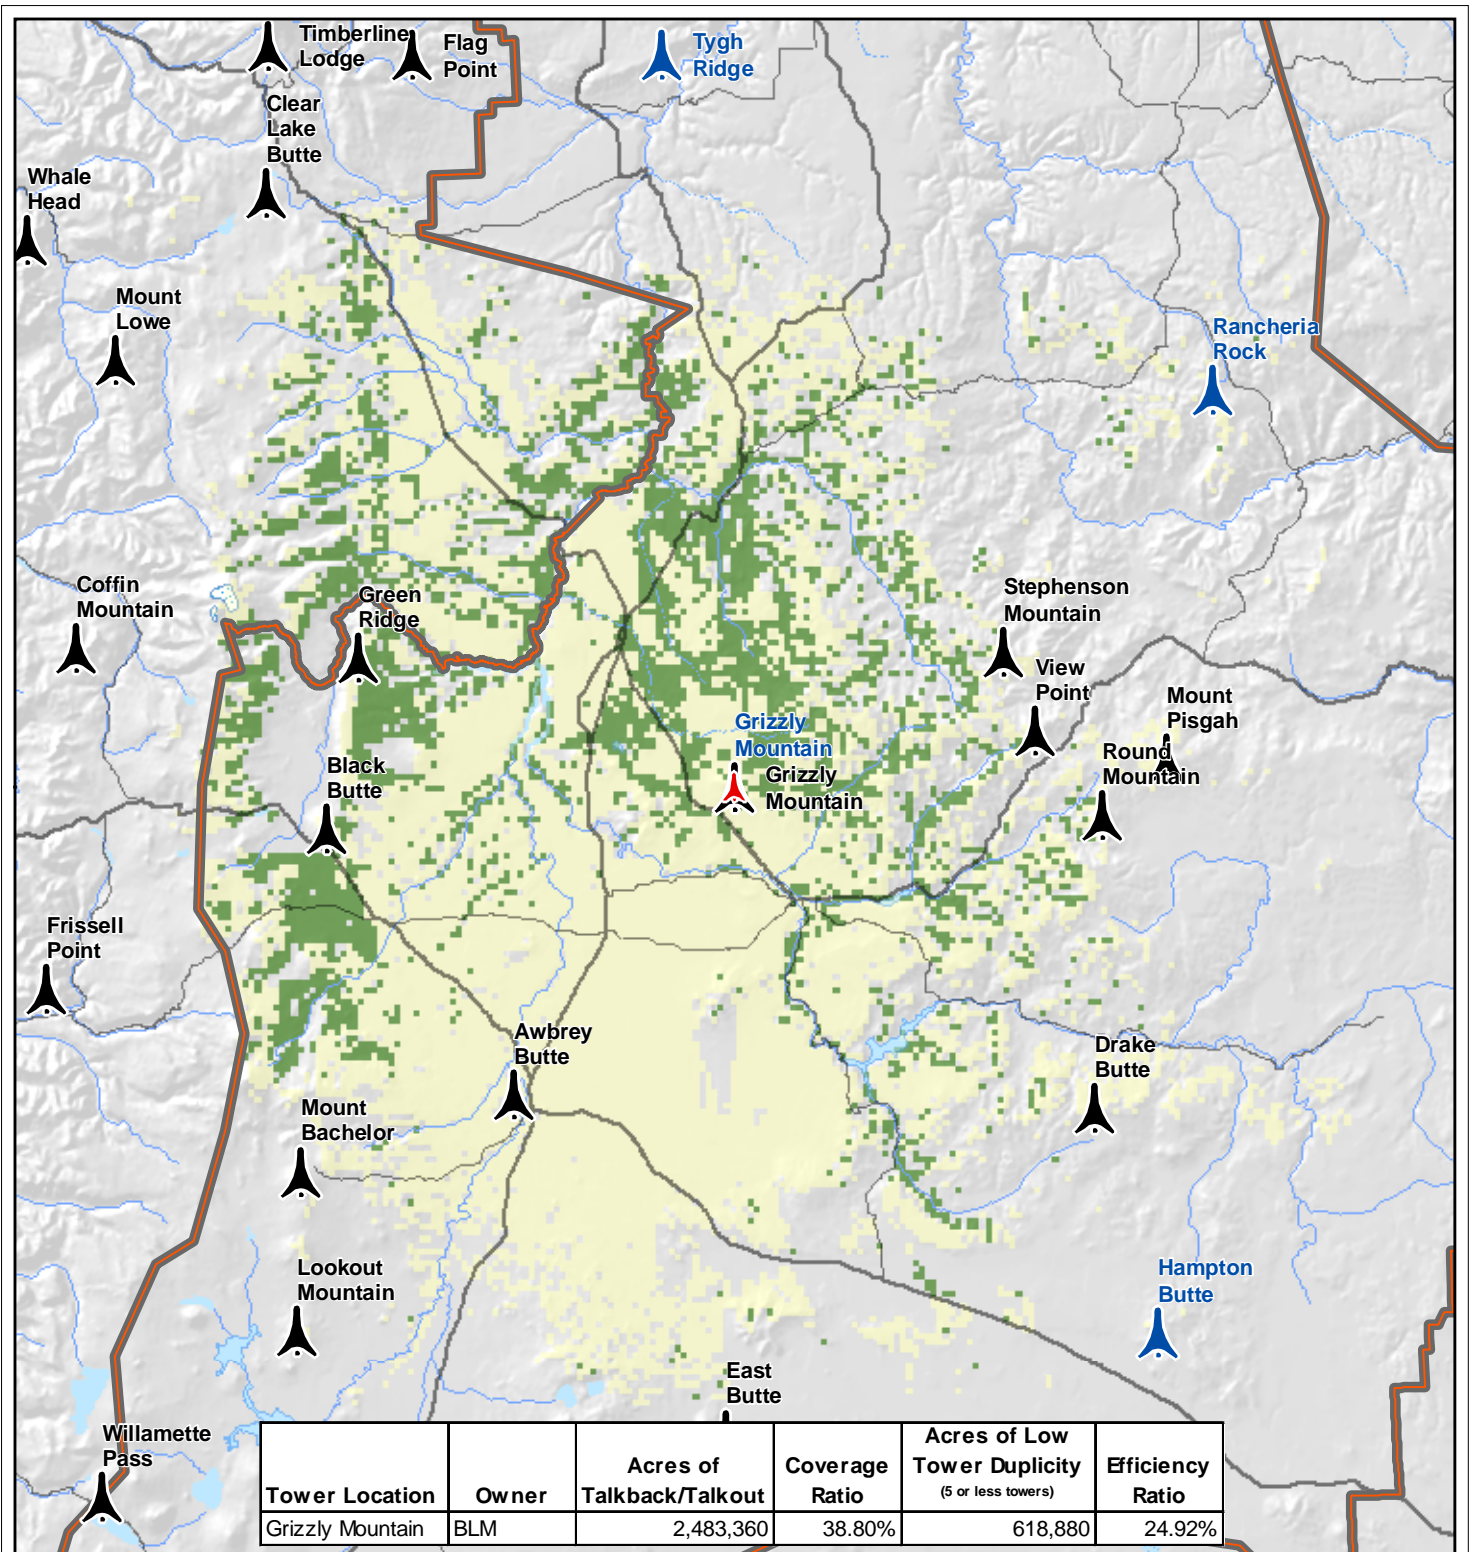 Timberline
Lodge
Flag
Point
Tygh
Ridge
Clear
Lake
Butte
Whale
Head
Mount
Lowe
Rancheria
Rock
Coffin
Mountain
Green
Ridge
Stephenson
Mountain
View
Point
Mount
Pisgah
Grizzly
Mountain
Round
Mountain
Black
Butte
Grizzly
Mountain
Frissell
Point
Awbrey
Butte
Drake
Butte
Mount
Bachelor
Lookout
Mountain
Hampton
Butte
East
Butte
Willamette
Pass
Tower Location
Owner
Acres of
Talkback/Talkout
Coverage
Ratio
Acres of Low
Tower Duplicity
(5 or less towers)
Efficiency
Ratio
Grizzly Mountain BLM 2,483,360 38.80% 618,880 24.92%